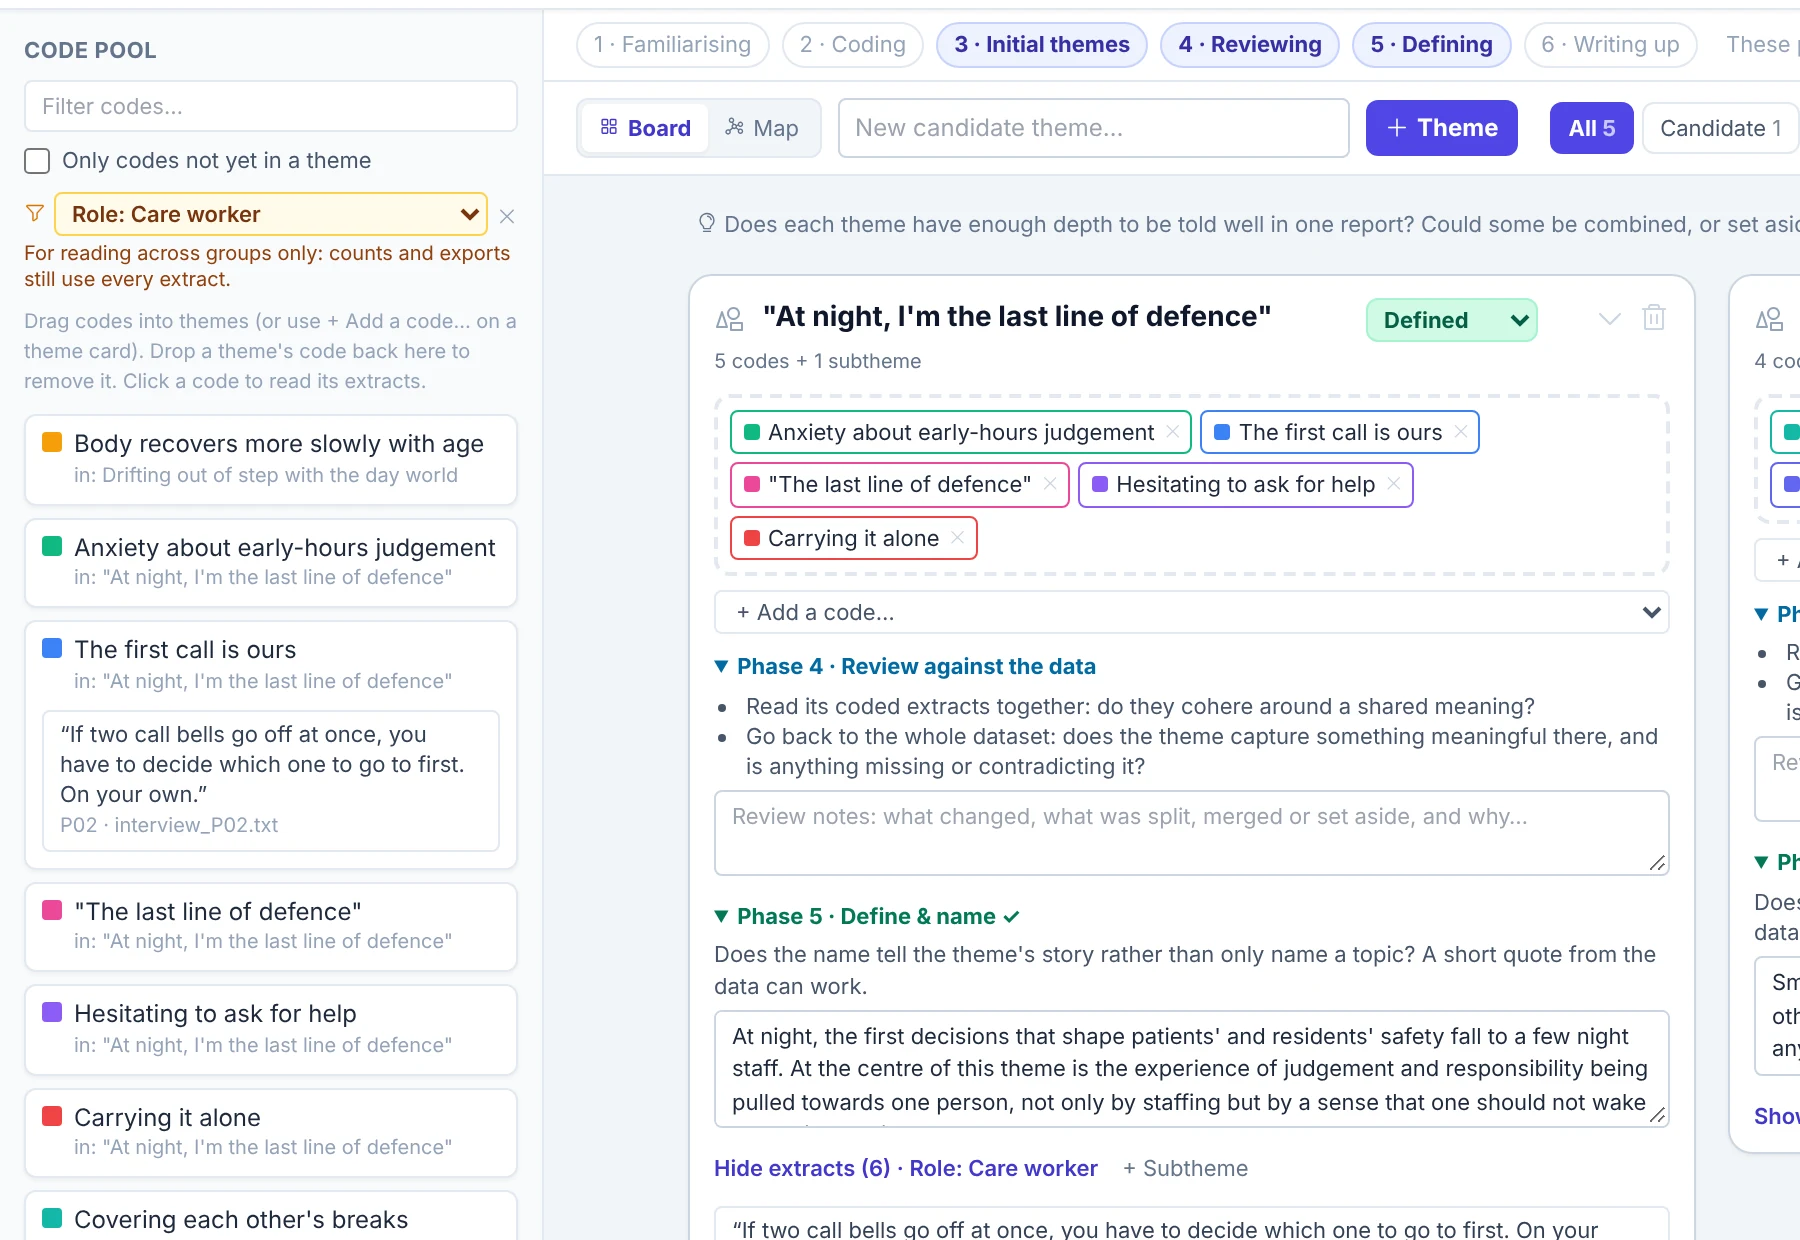 CODE POOL
Filter codes...
Only codes not yet in a theme
Role: Care worker
For reading across groups only: counts and exports
still use every extract.
Drag codes into themes (or use + Add a code... on a
theme card). Drop a theme's code back here to
remove it. Click a code to read its extracts.
Body recovers more slowly with age
in: Drifting out of step with the day world
Anxiety about early-hours judgement
in: "At night, I'm the last line of defence"
The first call is ours
in: "At night, I'm the last line of defence"
“If two call bells go off at once, you
have to decide which one to go to first.
On your own.”
P02 · interview_P02.txt
"The last line of defence"
in: "At night, I'm the last line of defence"
Hesitating to ask for help
in: "At night, I'm the last line of defence"
Carrying it alone
in: "At night, I'm the last line of defence"
Covering each other's breaks
1 · Familiarising
2 · Coding
3 · Initial themes
4 · Reviewing
5 · Defining
6 · Writing up
These
Board
Map
New candidate theme...
+ Theme
All 5
Candidate 1
Does each theme have enough depth to be told well in one report? Could some be combined, or set
"At night, I'm the last line of defence"
Defined
5 codes + 1 subtheme
Anxiety about early-hours judgement
The first call is ours
"The last line of defence"
Hesitating to ask for help
Carrying it alone
+ Add a code...
Phase 4 · Review against the data
• Read its coded extracts together: do they cohere around a shared meaning?
• Go back to the whole dataset: does the theme capture something meaningful there, and
is anything missing or contradicting it?
Review notes: what changed, what was split, merged or set aside, and why...
Phase 5 · Define & name ✓
Does the name tell the theme's story rather than only name a topic? A short quote from the
data can work.
At night, the first decisions that shape patients' and residents' safety fall to a few night
staff. At the centre of this theme is the experience of judgement and responsibility being
pulled towards one person, not only by staffing but by a sense that one should not wake
Hide extracts (6) · Role: Care worker
+ Subtheme
“If two call bells go off at once, you have to decide which one to go to first. On your
4
+
data